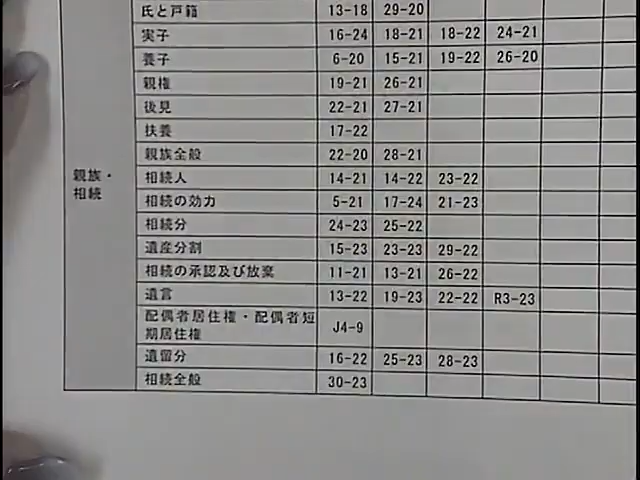 氏と戸籍 13-18 29-20
実子 16-24 18-21 18-22 24-21
養子 6-20 15-21 19-22 26-20
親権 19-21 26-21
後見 22-21 27-21
扶養 17-22
親族全般 22-20 28-21
親族・
相続
相続人 14-21 14-22 23-22
相続の効力 5-21 17-24 21-23
相続分 24-23 25-22
遺産分割 15-23 23-23 29-22
相続の承認及び放棄 11-21 13-21 26-22
遺言 13-22 19-23 22-22 R3-23
配偶者居住権・配偶者短
期居住権 J4-9
遺留分 16-22 25-23 28-23
相続全般 30-23